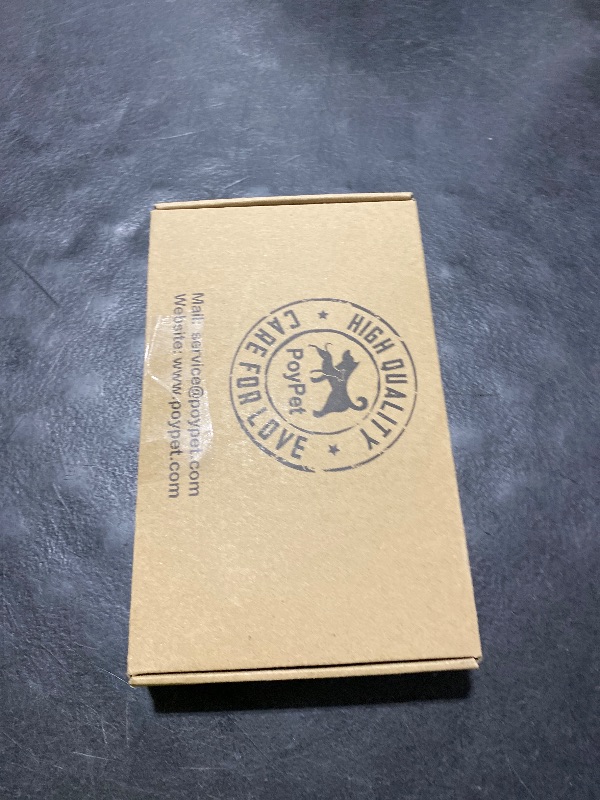 HIGH QUALITY
PoyPet
CARE FOR LOVE
Mail: service@poypet.com
Website: www.poypet.com